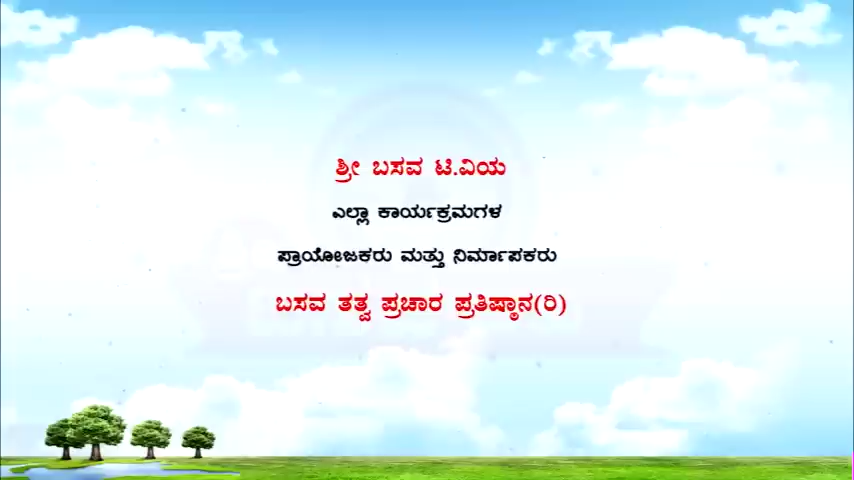 ಶ್ರೀ ಬಸವ ಟಿ.ವಿಯ
ಎಲ್ಲಾ ಕಾರ್ಯಕ್ರಮಗಳ
ಪ್ರಾಯೋಜಕರು ಮತ್ತು ನಿರ್ಮಾಪಕರು
ಬಸವ ತತ್ವ ಪ್ರಚಾರ ಪ್ರತಿಷ್ಠಾನ(ರಿ)